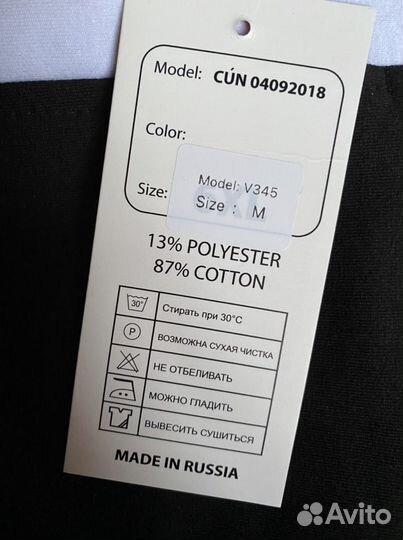 Model: CÚN 04092018
Color:
Size:
Model: V345
Size : M
13% POLYESTER
87% COTTON
30°
Стирать при 30°C
P
ВОЗМОЖНА СУХАЯ ЧИСТКА
НЕ ОТБЕЛИВАТЬ
МОЖНО ГЛАДИТЬ
ВЫВЕСИТЬ СУШИТЬСЯ
MADE IN RUSSIA
Avito